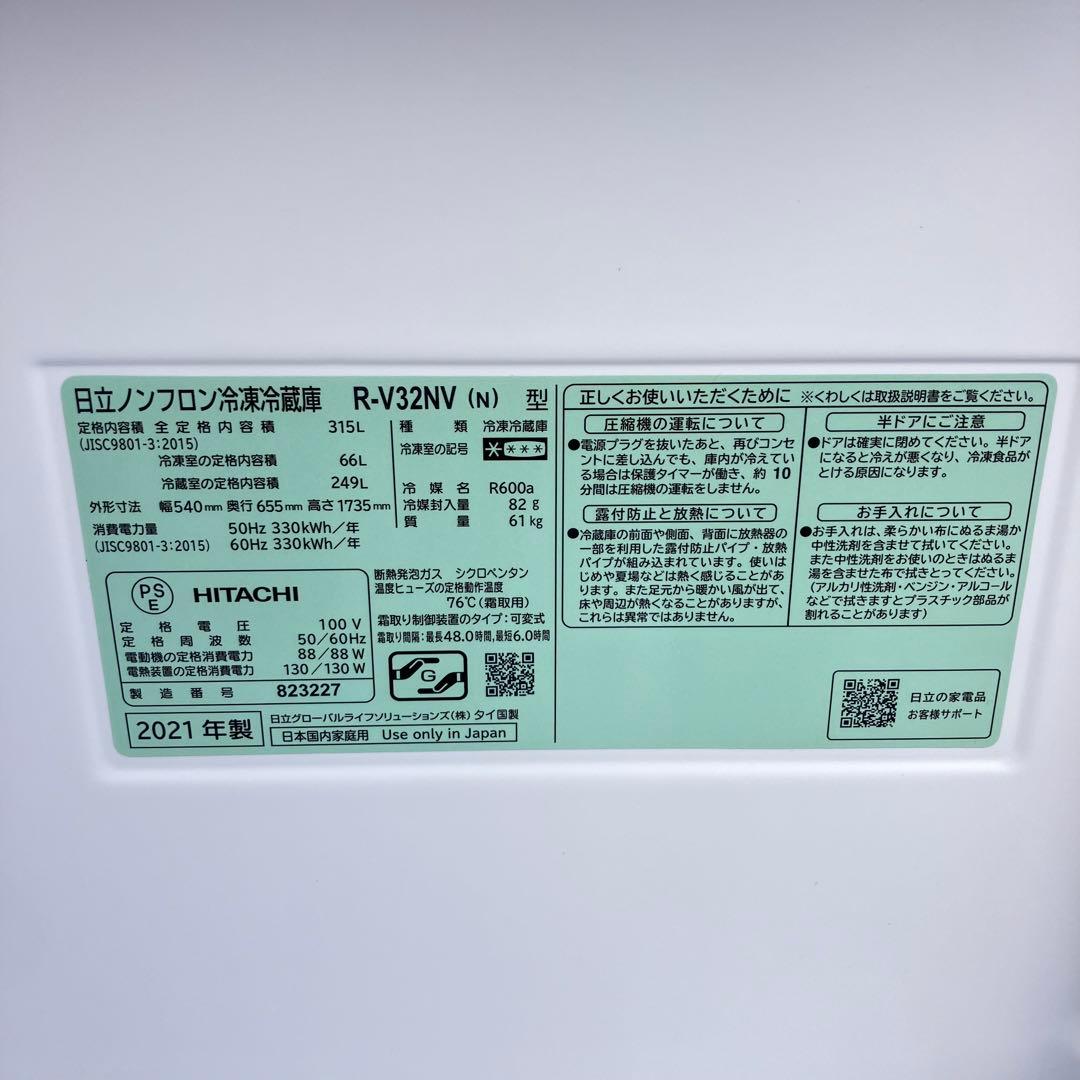 日立ノンフロン冷凍冷蔵庫 R-V32NV (N) 型
定格内容積 全定格内容積 315L
(JISC9801-3:2015)
冷凍室の定格内容積 66L
冷蔵室の定格内容積 249L
外形寸法 幅540mm 奥行655mm 高さ1735mm
消費電力量 50Hz 330kWh/年
(JISC9801-3:2015) 60Hz 330kWh/年
種類 冷凍冷蔵庫
冷凍室の記号 ****
冷媒名 R600a
冷媒封入量 82g
質量 61kg
PS
E
HITACHI
定格電圧 100V
定格周波数 50/60Hz
電動機の定格消費電力 88/88W
電熱装置の定格消費電力 130/130W
製造番号 823227
断熱発泡ガス シクロペンタン
温度ヒューズの定格動作温度
76℃(霜取用)
霜取り制御装置のタイプ:可変式
霜取り間隔:最長48.0時間,最短6.0時間
G
2021年製
日立グローバルライフソリューションズ(株) タイ国製
日本国内家庭用 Use only in Japan
正しくお使いいただくために ※くわしくは取扱説明書をご覧ください。
圧縮機の運転について
●電源プラグを抜いたあと、再びコンセ
ントに差し込んでも、庫内が冷えてい
る場合は保護タイマーが働き、約10
分間は圧縮機の運転をしません。
露付防止と放熱について
●冷蔵庫の前面や側面、背面に放熱器の
一部を利用した露付防止パイプ・放熱
パイプが組み込まれています。使いは
じめや夏場などは熱く感じることがあ
ります。また足元から暖かい風が出て、
床や周辺が熱くなることがありますが、
これらは異常ではありません。
半ドアにご注意
●ドアは確実に閉めてください。半ドア
になると冷えが悪くなり、冷凍食品が
とける原因になります。
お手入れについて
●お手入れは、柔らかい布にぬるま湯か
中性洗剤を含ませて拭いてください。
また中性洗剤をお使いのときはぬるま
湯を含ませた布で拭きとってください。
(アルカリ性洗剤・ベンジン・アルコール
などで拭きますとプラスチック部品が
割れることがあります)
日立の家電品
お客様サポート